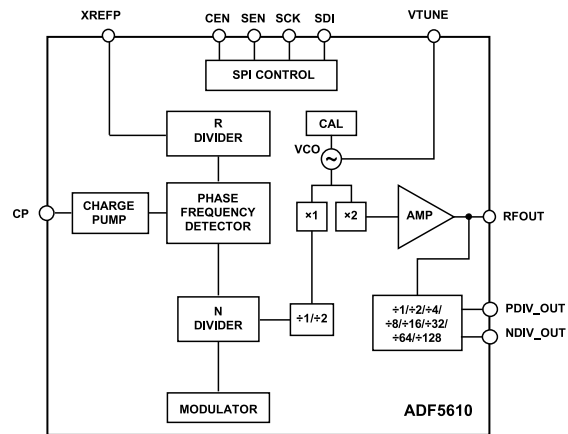 XREFP
CEN SEN SCK SDI
VTUNE
SPI CONTROL
R
DIVIDER
CAL
VCO
~
CP
CHARGE
PUMP
PHASE
FREQUENCY
DETECTOR
×1
×2
AMP
RFOUT
N
DIVIDER
÷1/÷2
÷1/÷2/÷4/
÷8/÷16/÷32/
÷64/÷128
PDIV_OUT
NDIV_OUT
MODULATOR
ADF5610